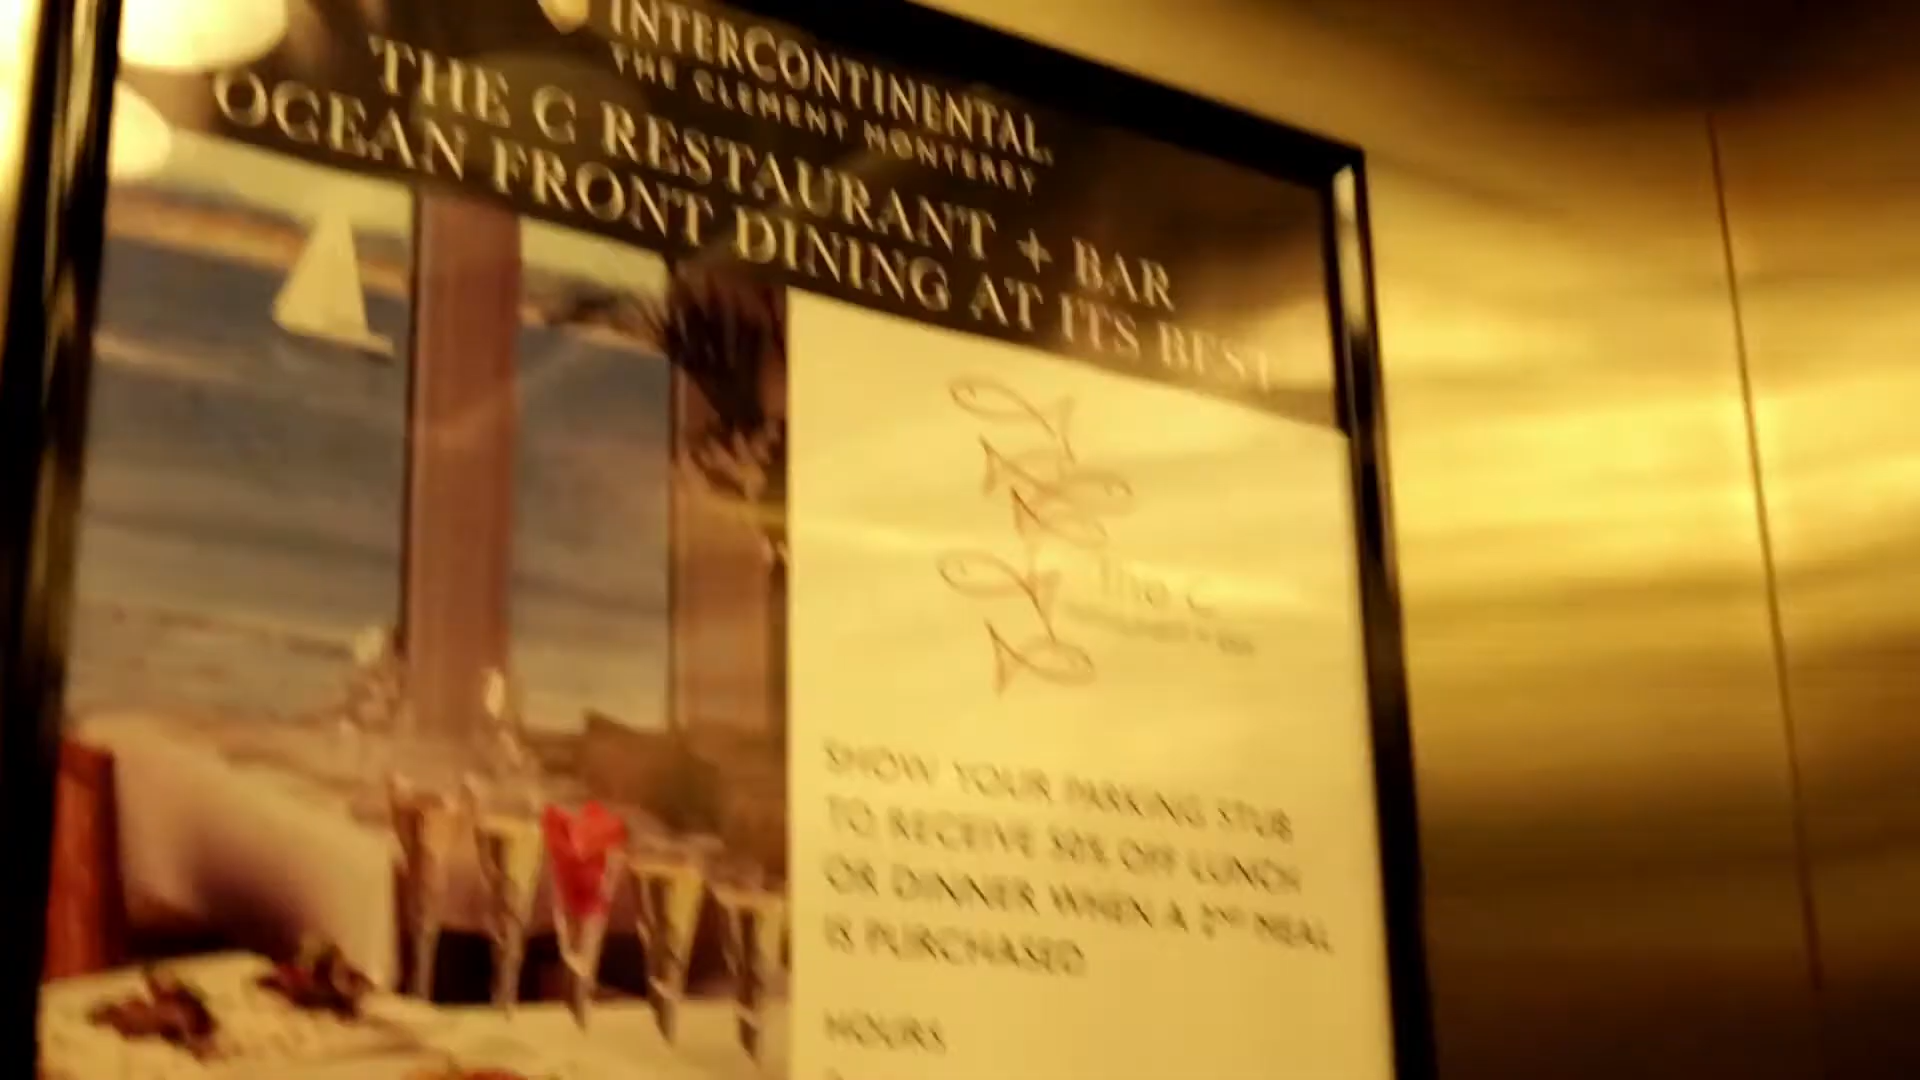 INTERCONTINENTAL.
THE CLEMENT MONTEREY
THE C RESTAURANT + BAR
OCEAN FRONT DINING AT ITS BEST
The C
SHOW YOUR PARKING STUB
TO RECEIVE 50% OFF LUNCH
OR DINNER WHEN A 2ND MEAL
IS PURCHASED
HOURS